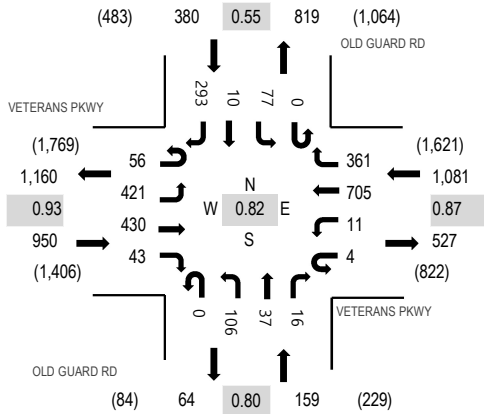 (483) 380 0.55 819 (1,064)
OLD GUARD RD
293 10 77 0
VETERANS PKWY
(1,769) (1,621)
56 361
1,160 1,081
421 N 705
0.93 W 0.82 E 0.87
430 11
950 S 527
43 4
(1,406) (822)
0 106 37 16
VETERANS PKWY
OLD GUARD RD
(84) 64 0.80 159 (229)